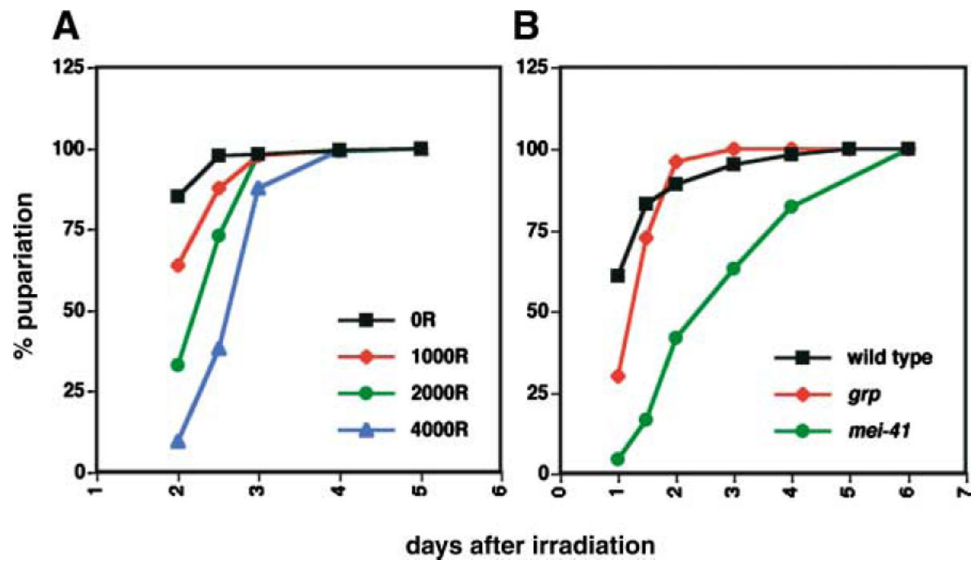 A
B
125
100
75
50
25
0
% pupariation
0R
1000R
2000R
4000R
1 2 3 4 5 6
125
100
75
50
25
0
wild type
grp
mei-41
0 1 2 3 4 5 6 7
days after irradiation